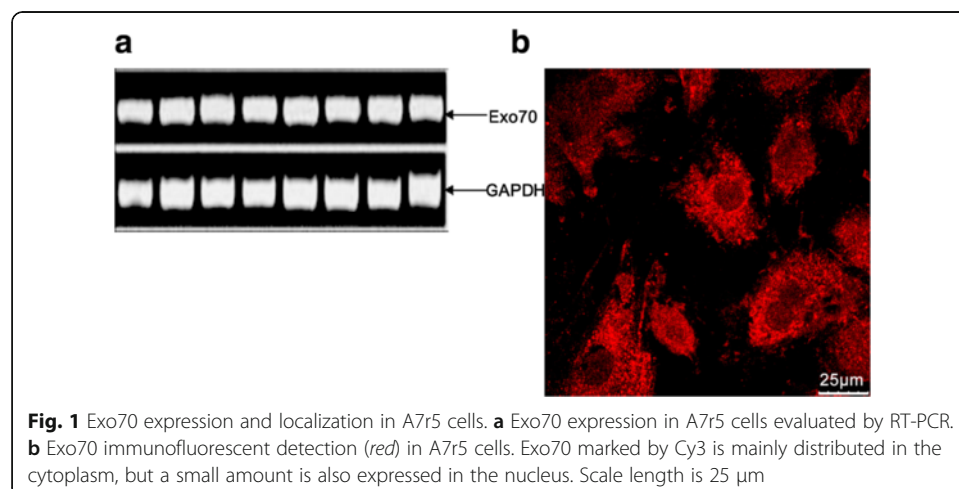 a
b
Exo70
GAPDH
25μm
Fig. 1 Exo70 expression and localization in A7r5 cells. a Exo70 expression in A7r5 cells evaluated by RT-PCR.
b Exo70 immunofluorescent detection (red) in A7r5 cells. Exo70 marked by Cy3 is mainly distributed in the
cytoplasm, but a small amount is also expressed in the nucleus. Scale length is 25 μm